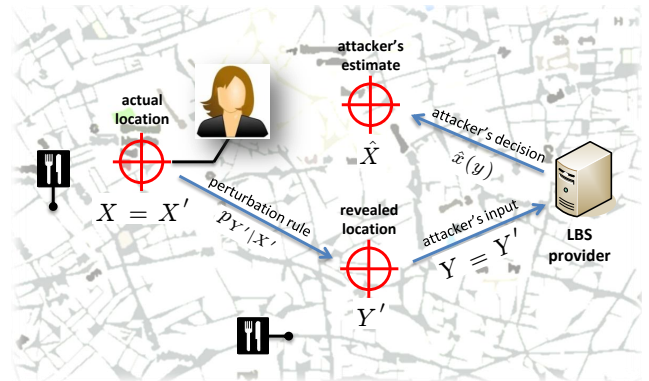 attacker's
estimate
actual
location
X̂
attacker's decision
x̂(y)
X = X′
perturbation rule
p_{Y′|X′}
revealed
location
attacker's input
Y = Y′
LBS
provider
Y′